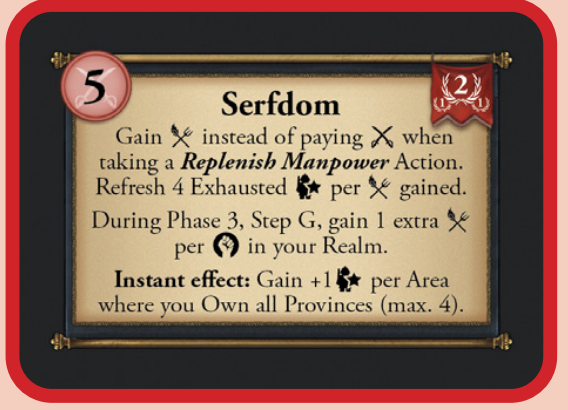 5
2
1 1
Serfdom
Gain instead of paying when
taking a Replenish Manpower Action.
Refresh 4 Exhausted per gained.
During Phase 3, Step G, gain 1 extra
per in your Realm.
Instant effect: Gain +1 per Area
where you Own all Provinces (max. 4).